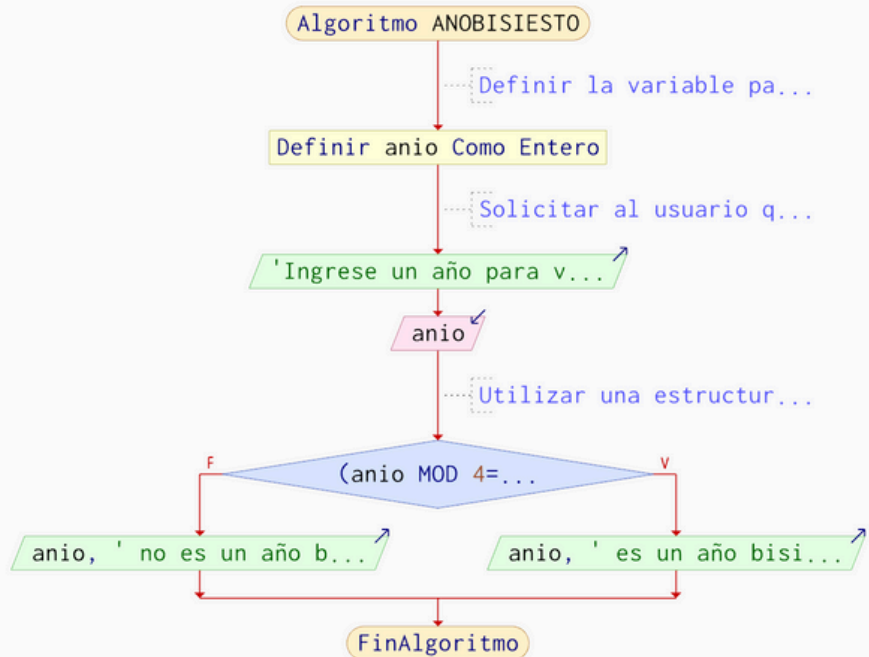 Algoritmo ANOBISIESTO
Definir la variable pa...
Definir anio Como Entero
Solicitar al usuario q...
'Ingrese un año para v...
anio
Utilizar una estructur...
F
(anio MOD 4=...
V
anio, ' no es un año b...
anio, ' es un año bisi...
FinAlgoritmo